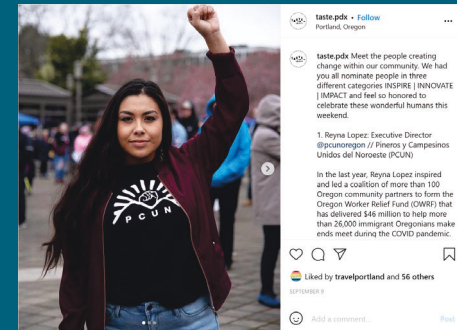 PCUN
taste.pdx • Follow
Portland, Oregon
taste.pdx Meet the people creating
change within our community. We had
you all nominate people in three
different categories INSPIRE | INNOVATE
| IMPACT and feel so honored to
celebrate these wonderful humans this
weekend.
1. Reyna Lopez: Executive Director
@pcunoregon // Pineros y Campesinos
Unidos del Noroeste (PCUN)
In the last year, Reyna Lopez inspired
and led a coalition of more than 100
Oregon community partners to form the
Oregon Worker Relief Fund (OWRF) that
has delivered $46 million to help more
than 26,000 immigrant Oregonians make
ends meet during the COVID pandemic.
Liked by travelportland and 56 others
SEPTEMBER 9
Add a comment...
Post